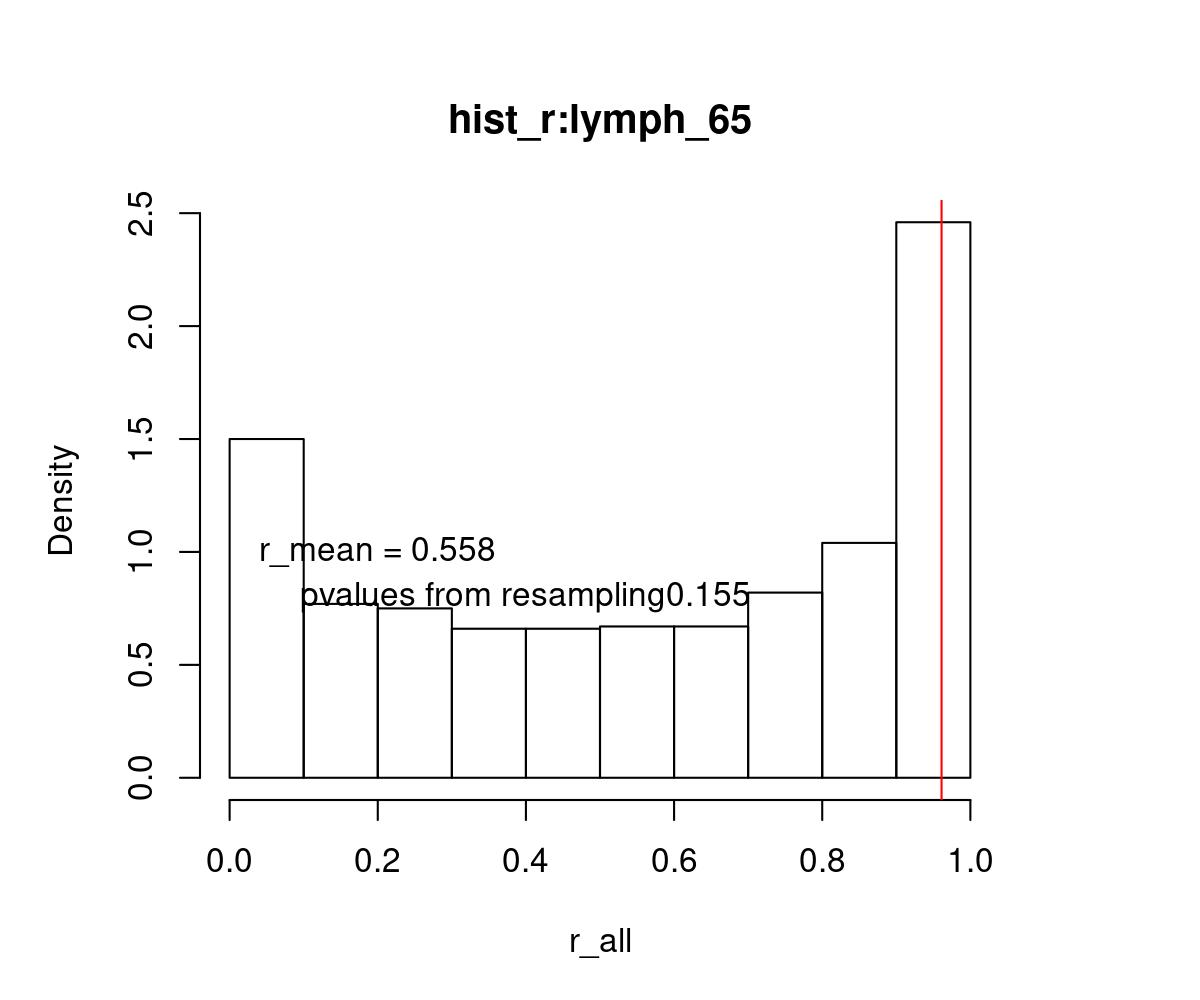 hist_r:lymph_65
2.5
2.0
1.5
1.0
0.5
0.0
Density
r_mean = 0.558
pvalues from resampling0.155
0.0 0.2 0.4 0.6 0.8 1.0
r_all